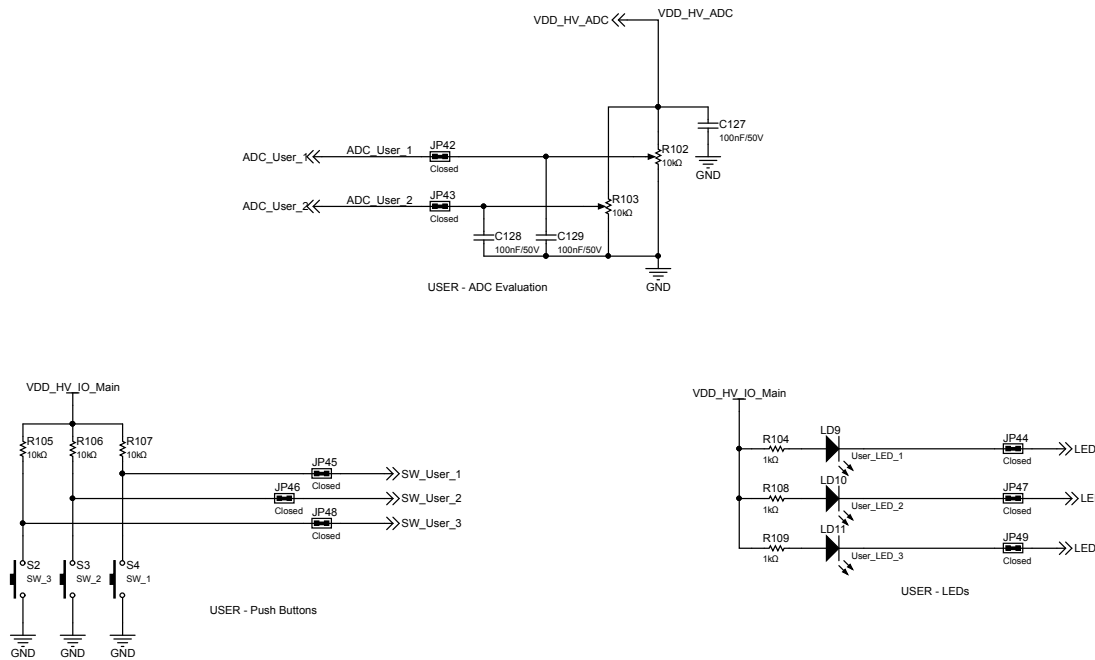 VDD_HV_ADC
VDD_HV_ADC
C127
100nF/50V
GND
ADC_User_1
ADC_User_1
JP42
Closed
R102
10kΩ
ADC_User_2
ADC_User_2
JP43
Closed
R103
10kΩ
C128
100nF/50V
C129
100nF/50V
GND
USER - ADC Evaluation
VDD_HV_IO_Main
R105
10kΩ
R106
10kΩ
R107
10kΩ
JP45
Closed
SW_User_1
JP46
Closed
SW_User_2
JP48
Closed
SW_User_3
S2
SW_3
S3
SW_2
S4
SW_1
GND
GND
GND
USER - Push Buttons
VDD_HV_IO_Main
R104
1kΩ
LD9
User_LED_1
JP44
Closed
LED
R108
1kΩ
LD10
User_LED_2
JP47
Closed
LE
R109
1kΩ
LD11
User_LED_3
JP49
Closed
LED
USER - LEDs